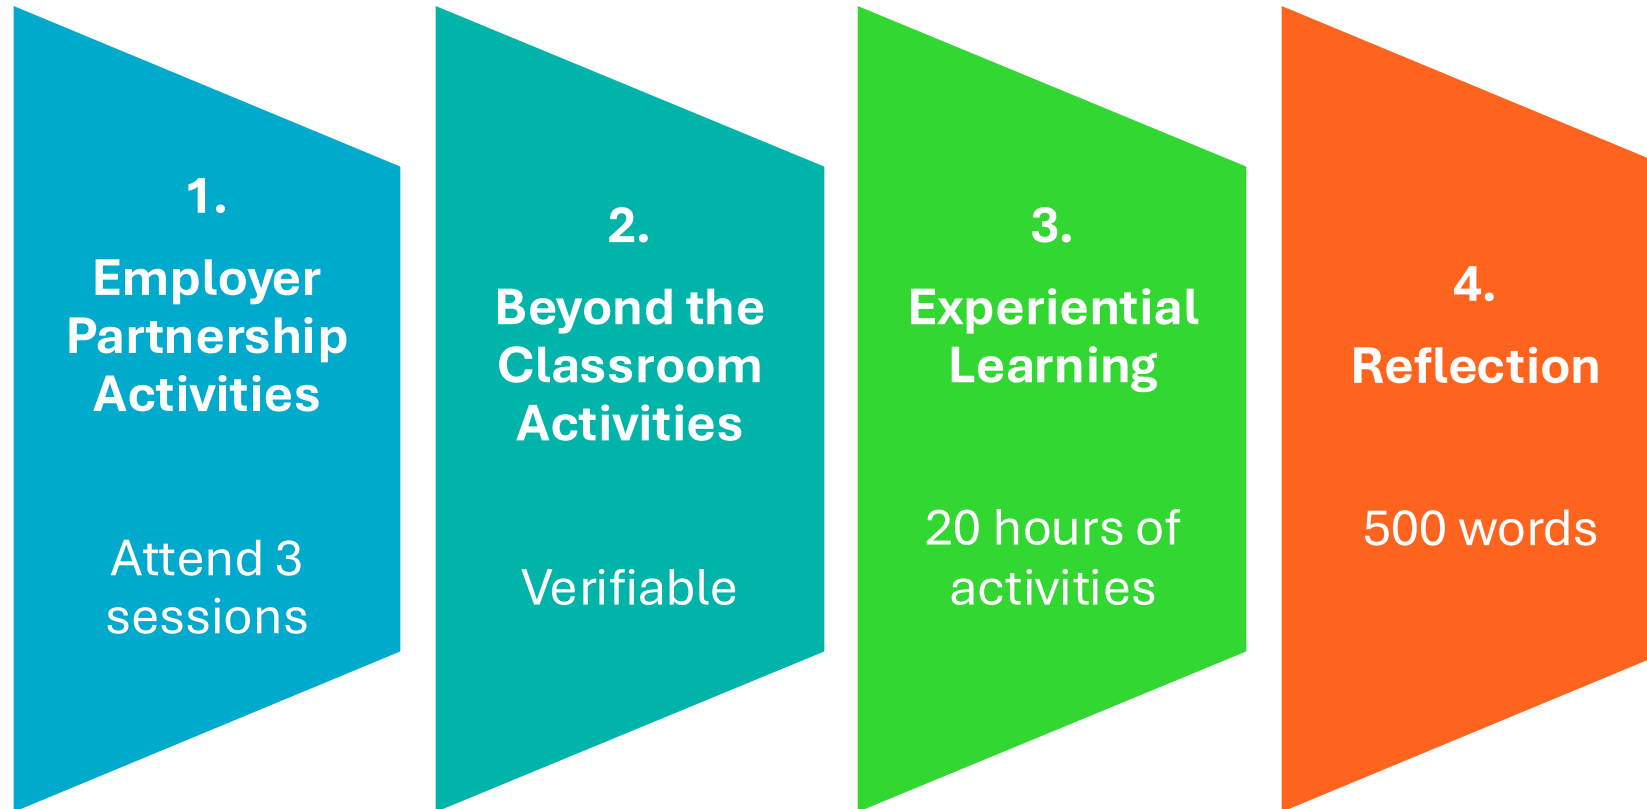 1.
Employer
Partnership
Activities
Attend 3
sessions
2.
Beyond the
Classroom
Activities
Verifiable
3.
Experiential
Learning
20 hours of
activities
4.
Reflection
500 words